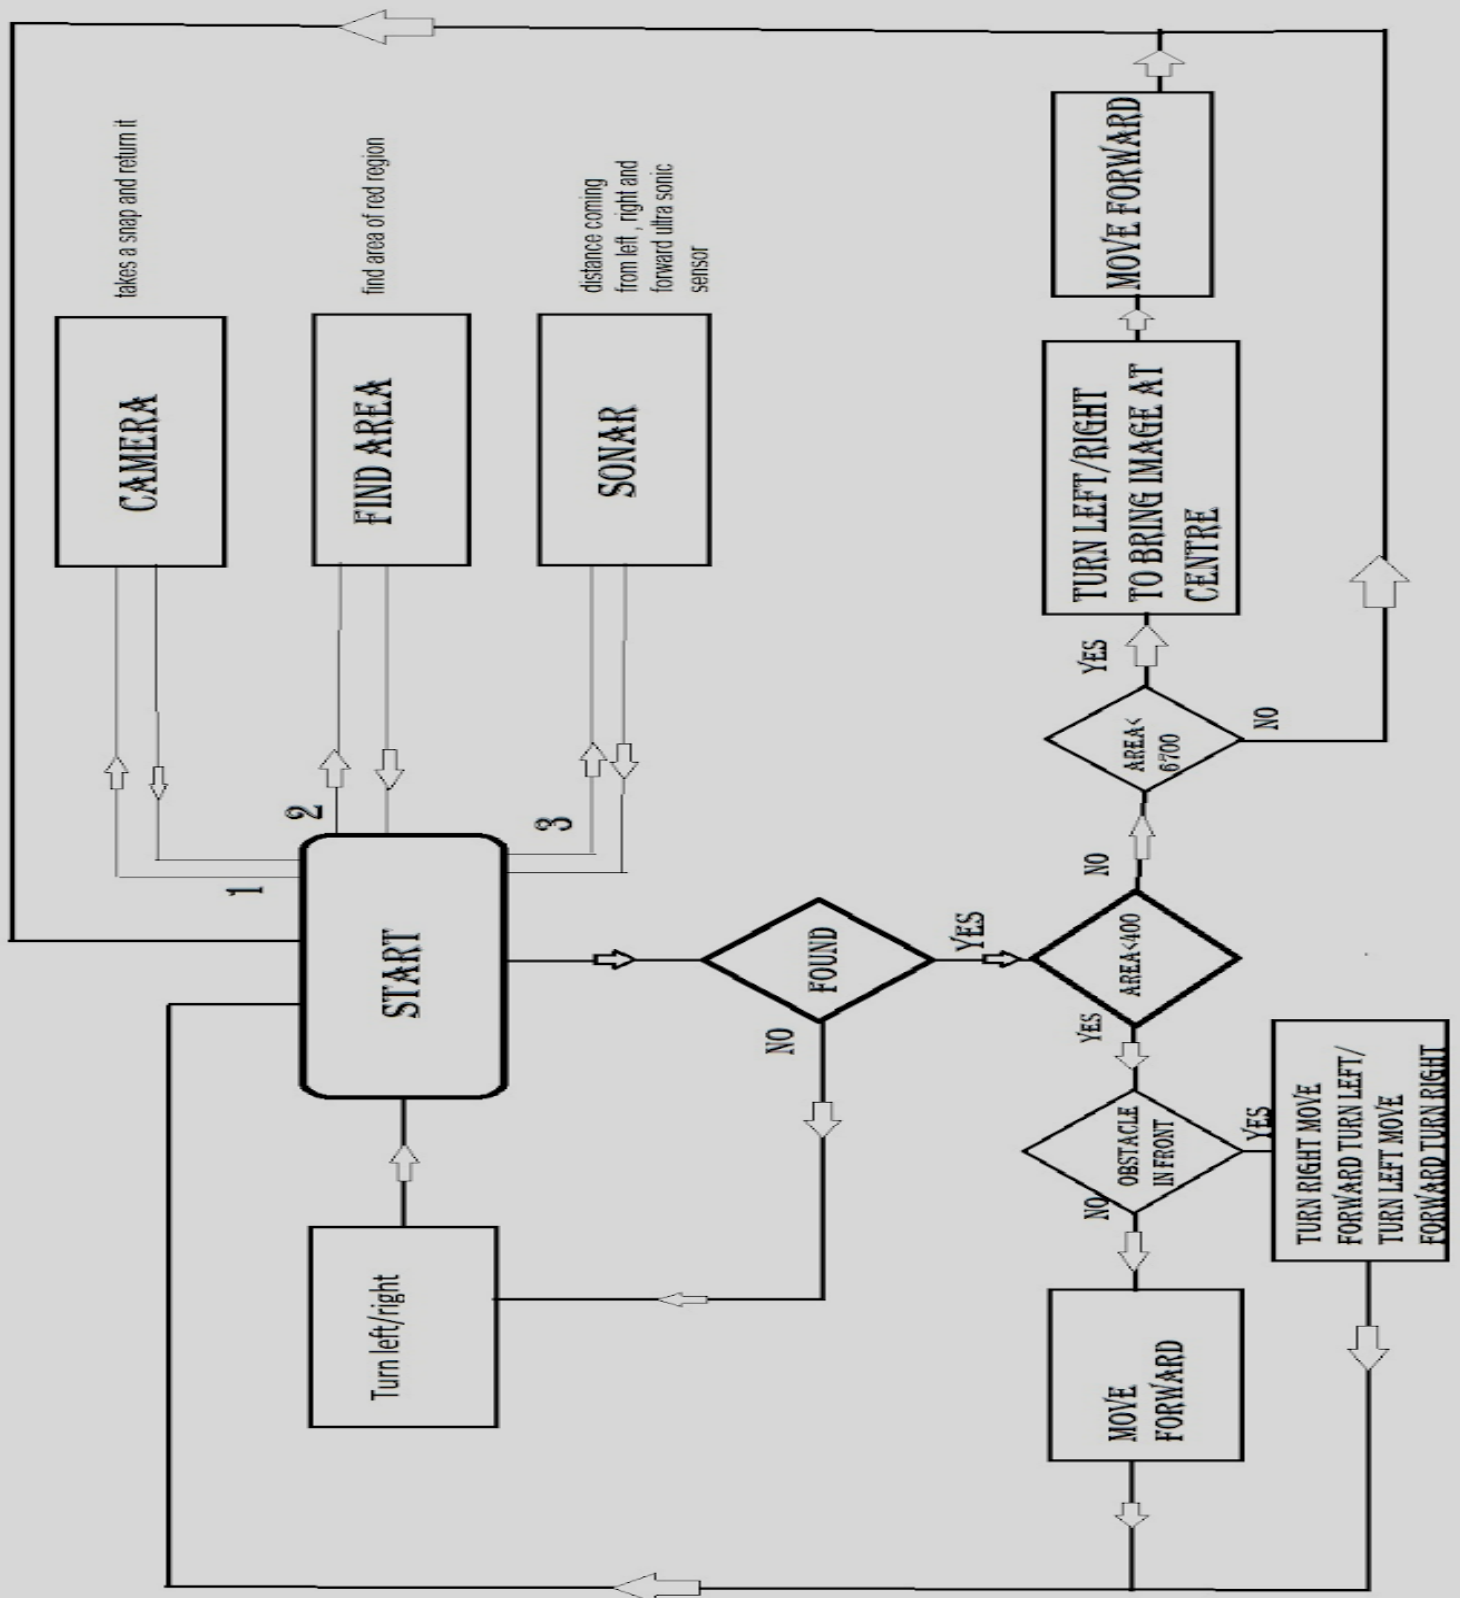 takes a snap and return it
CAMERA
find area of red region
FIND AREA
distance coming
from left , right and
forward ultra sonic
sensor
SONAR
1
2
3
START
Turn left/right
FOUND
NO
YES
AREA<400
NO
YES
AREA<
6700
YES
NO
TURN LEFT/RIGHT
TO BRING IMAGE AT
CENTRE
MOVE FORWARD
OBSTACLE
IN FRONT
NO
YES
MOVE
FORWARD
TURN RIGHT MOVE
FORWARD TURN LEFT/
TURN LEFT MOVE
FORWARD TURN RIGHT